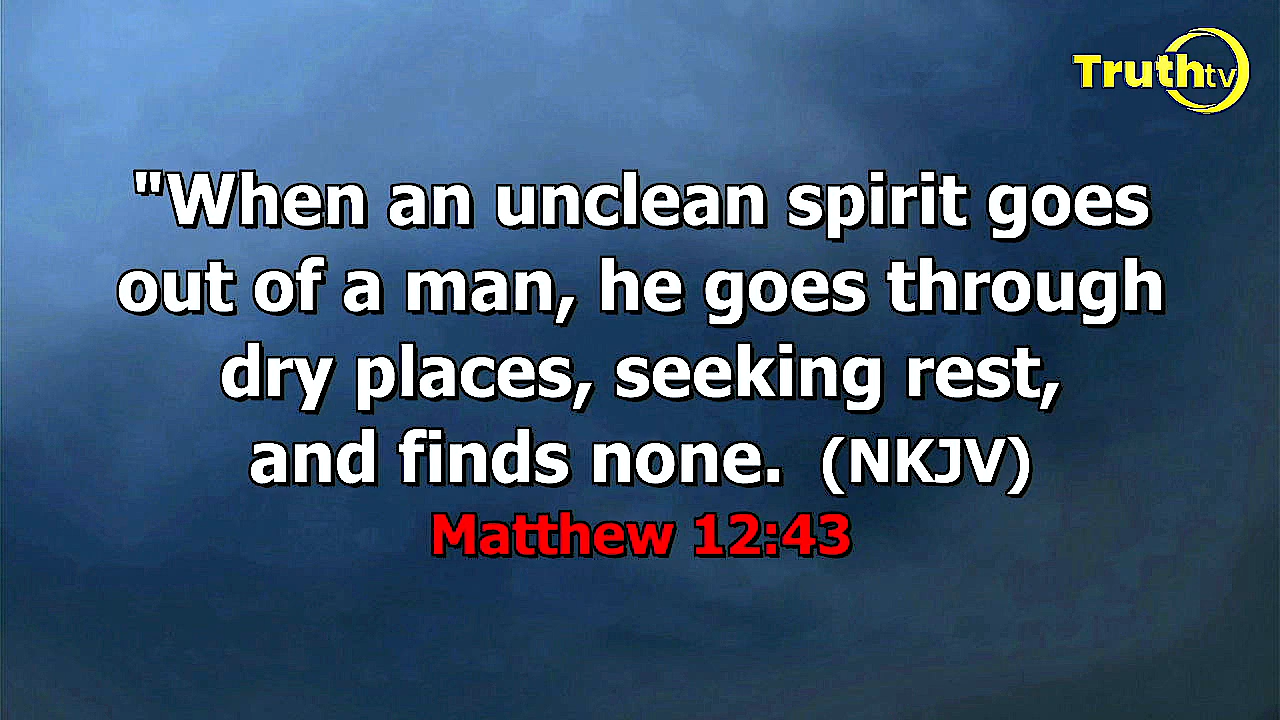 Truthtv
"When an unclean spirit goes
out of a man, he goes through
dry places, seeking rest,
and finds none.  (NKJV)
Matthew 12:43